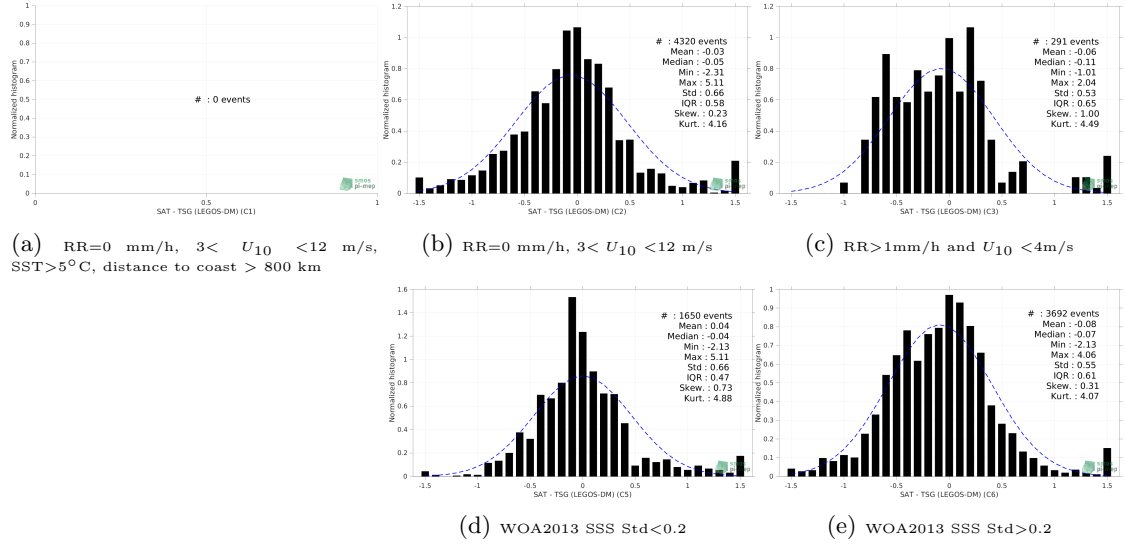 1
0.9
0.8
0.7
0.6
0.5
0.4
0.3
0.2
0.1
0
Normalized histogram
# : 0 events
smos
pi-mep
0 0.5 1
SAT - TSG (LEGOS-DM) (C1)
(a) RR=0 mm/h, 3< U10 <12 m/s,
SST>5°C, distance to coast > 800 km
1.2
1
0.8
0.6
0.4
0.2
0
Normalized histogram
# : 4320 events
Mean : -0.03
Median : -0.05
Min : -2.31
Max : 5.11
Std : 0.66
IQR : 0.58
Skew. : 0.23
Kurt. : 4.16
smos
pi-mep
-1.5 -1 -0.5 0 0.5 1 1.5
SAT - TSG (LEGOS-DM) (C2)
(b) RR=0 mm/h, 3< U10 <12 m/s
1.2
1
0.8
0.6
0.4
0.2
0
Normalized histogram
# : 291 events
Mean : -0.06
Median : -0.11
Min : -1.01
Max : 2.04
Std : 0.53
IQR : 0.65
Skew. : 1.00
Kurt. : 4.49
smos
pi-mep
-1.5 -1 -0.5 0 0.5 1 1.5
SAT - TSG (LEGOS-DM) (C3)
(c) RR>1mm/h and U10 <4m/s
1.6
1.4
1.2
1
0.8
0.6
0.4
0.2
0
Normalized histogram
# : 1650 events
Mean : 0.04
Median : -0.04
Min : -2.13
Max : 5.11
Std : 0.66
IQR : 0.47
Skew. : 0.73
Kurt. : 4.88
smos
pi-mep
-1.5 -1 -0.5 0 0.5 1 1.5
SAT - TSG (LEGOS-DM) (C5)
(d) WOA2013 SSS Std<0.2
1
0.9
0.8
0.7
0.6
0.5
0.4
0.3
0.2
0.1
0
Normalized histogram
# : 3692 events
Mean : -0.08
Median : -0.07
Min : -2.13
Max : 4.06
Std : 0.55
IQR : 0.61
Skew. : 0.31
Kurt. : 4.07
smos
pi-mep
-1.5 -1 -0.5 0 0.5 1 1.5
SAT - TSG (LEGOS-DM) (C6)
(e) WOA2013 SSS Std>0.2